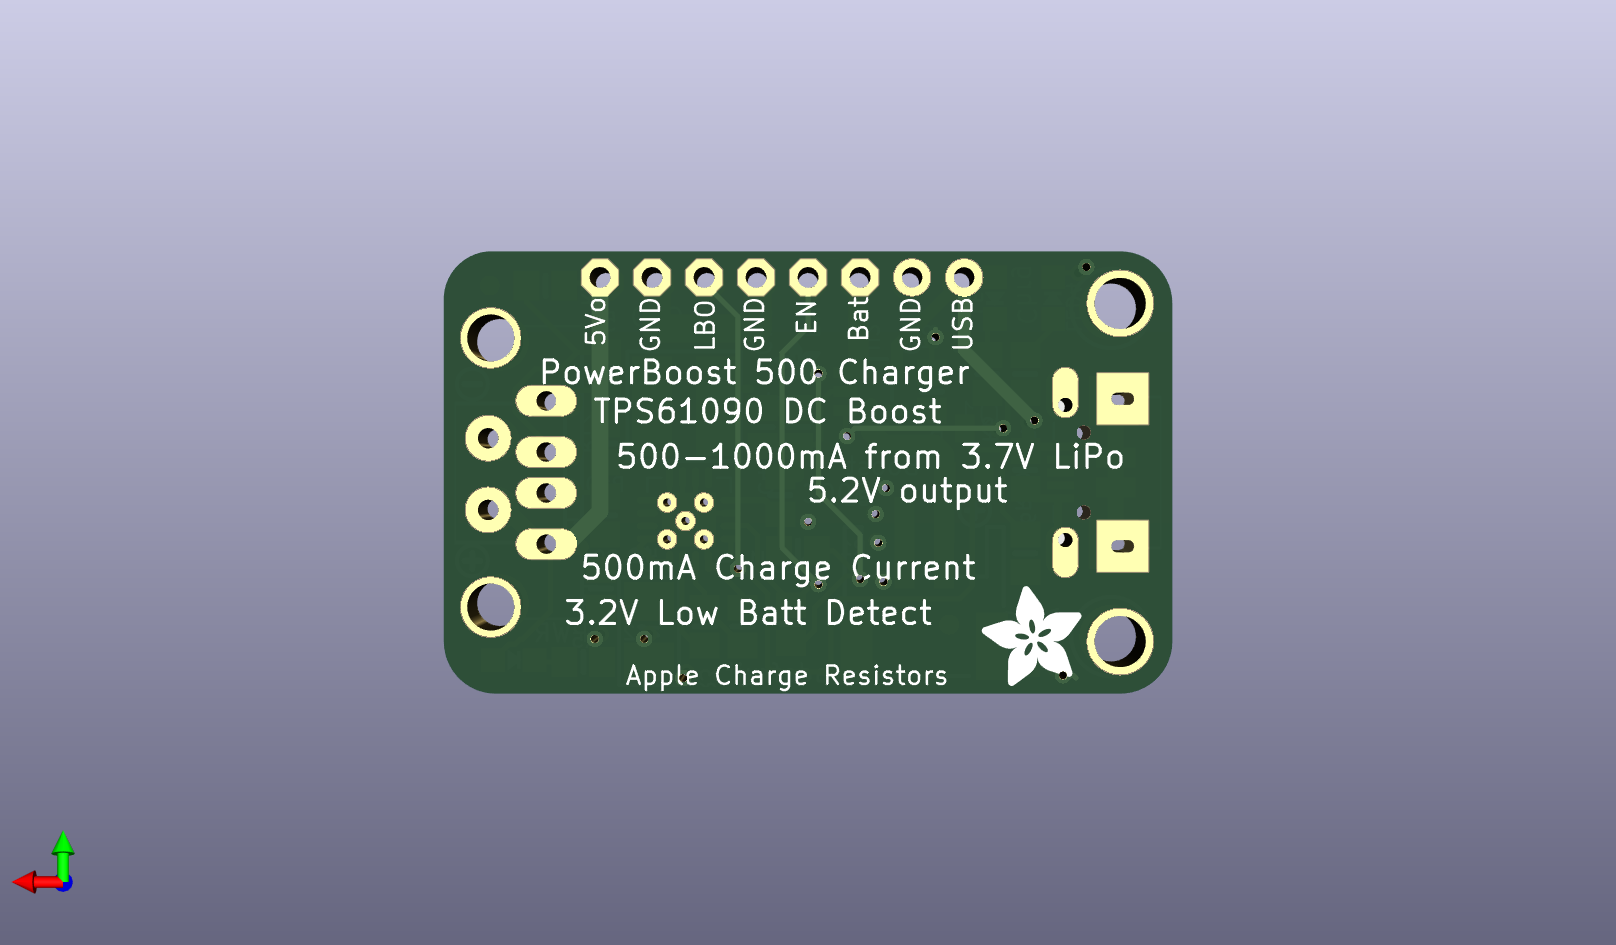 5Vo
GND
LBO
GND
EN
Bat
GND
USB
PowerBoost 500 Charger
TPS61090 DC Boost
500-1000mA from 3.7V LiPo
5.2V output
500mA Charge Current
3.2V Low Batt Detect
Apple Charge Resistors